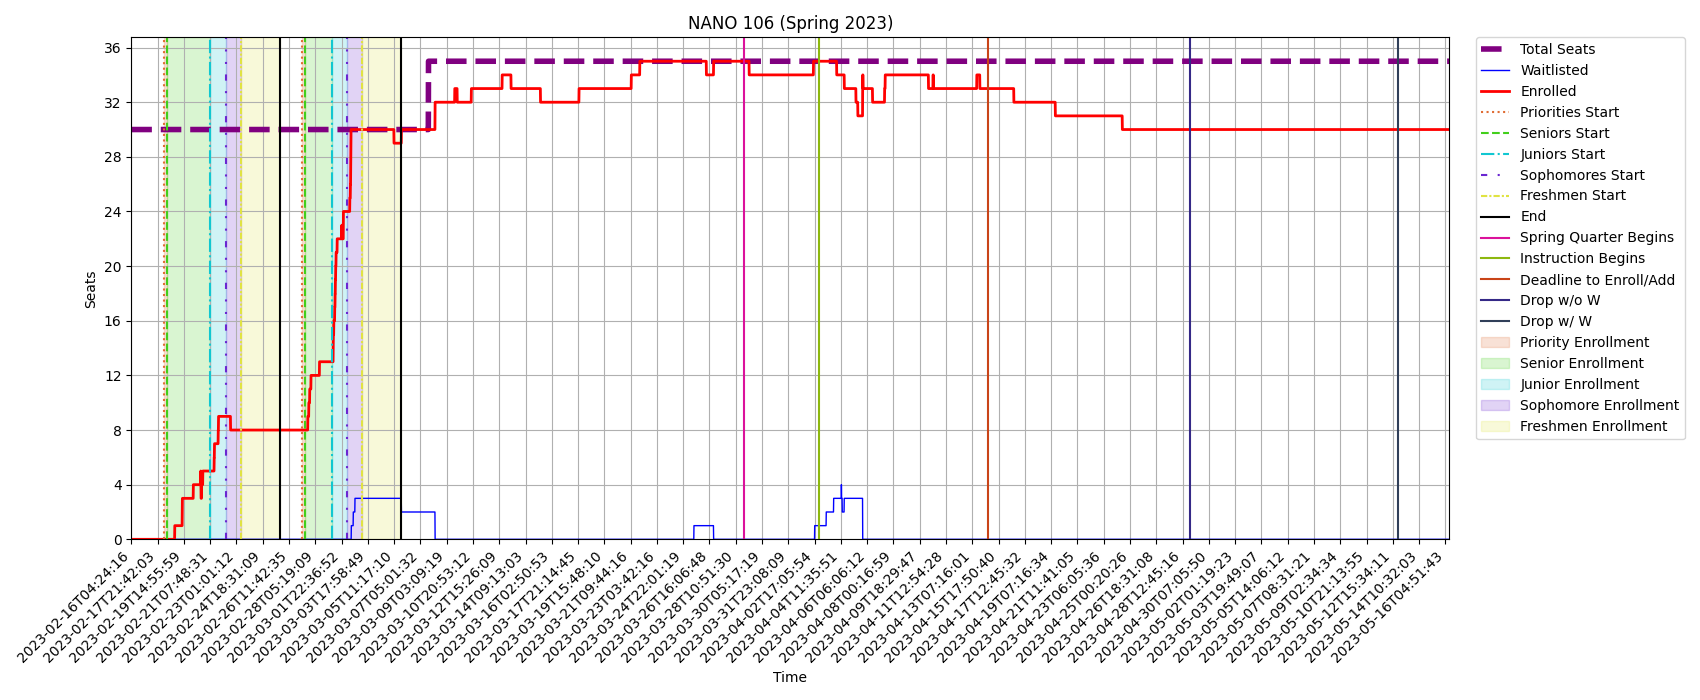 NANO 106 (Spring 2023)
36
32
28
24
20
16
12
8
4
0
Seats
2023-02-16T04:24:16
2023-02-17T21:42:03
2023-02-19T14:55:59
2023-02-21T07:48:31
2023-02-23T01:01:12
2023-02-24T18:31:09
2023-02-26T11:42:35
2023-02-28T05:19:09
2023-03-01T22:36:52
2023-03-03T17:58:49
2023-03-05T11:17:10
2023-03-07T05:01:32
2023-03-09T03:09:19
2023-03-10T20:53:12
2023-03-12T15:26:09
2023-03-14T09:13:03
2023-03-16T02:50:53
2023-03-17T21:14:45
2023-03-19T15:48:10
2023-03-21T09:44:16
2023-03-23T03:42:16
2023-03-24T22:01:19
2023-03-26T16:06:48
2023-03-28T10:51:30
2023-03-30T05:17:19
2023-03-31T23:08:09
2023-04-02T17:05:54
2023-04-04T11:35:51
2023-04-06T06:06:12
2023-04-08T00:16:59
2023-04-09T18:29:47
2023-04-11T12:54:28
2023-04-13T07:16:01
2023-04-15T17:50:40
2023-04-17T12:45:32
2023-04-19T07:16:34
2023-04-21T11:41:05
2023-04-23T06:05:36
2023-04-25T00:20:26
2023-04-26T18:31:08
2023-04-28T12:45:16
2023-04-30T07:05:50
2023-05-02T01:19:23
2023-05-03T19:49:07
2023-05-05T14:06:12
2023-05-07T08:31:21
2023-05-09T02:34:34
2023-05-10T21:13:55
2023-05-12T15:34:11
2023-05-14T10:32:03
2023-05-16T04:51:43
Time
Total Seats
Waitlisted
Enrolled
Priorities Start
Seniors Start
Juniors Start
Sophomores Start
Freshmen Start
End
Spring Quarter Begins
Instruction Begins
Deadline to Enroll/Add
Drop w/o W
Drop w/ W
Priority Enrollment
Senior Enrollment
Junior Enrollment
Sophomore Enrollment
Freshmen Enrollment